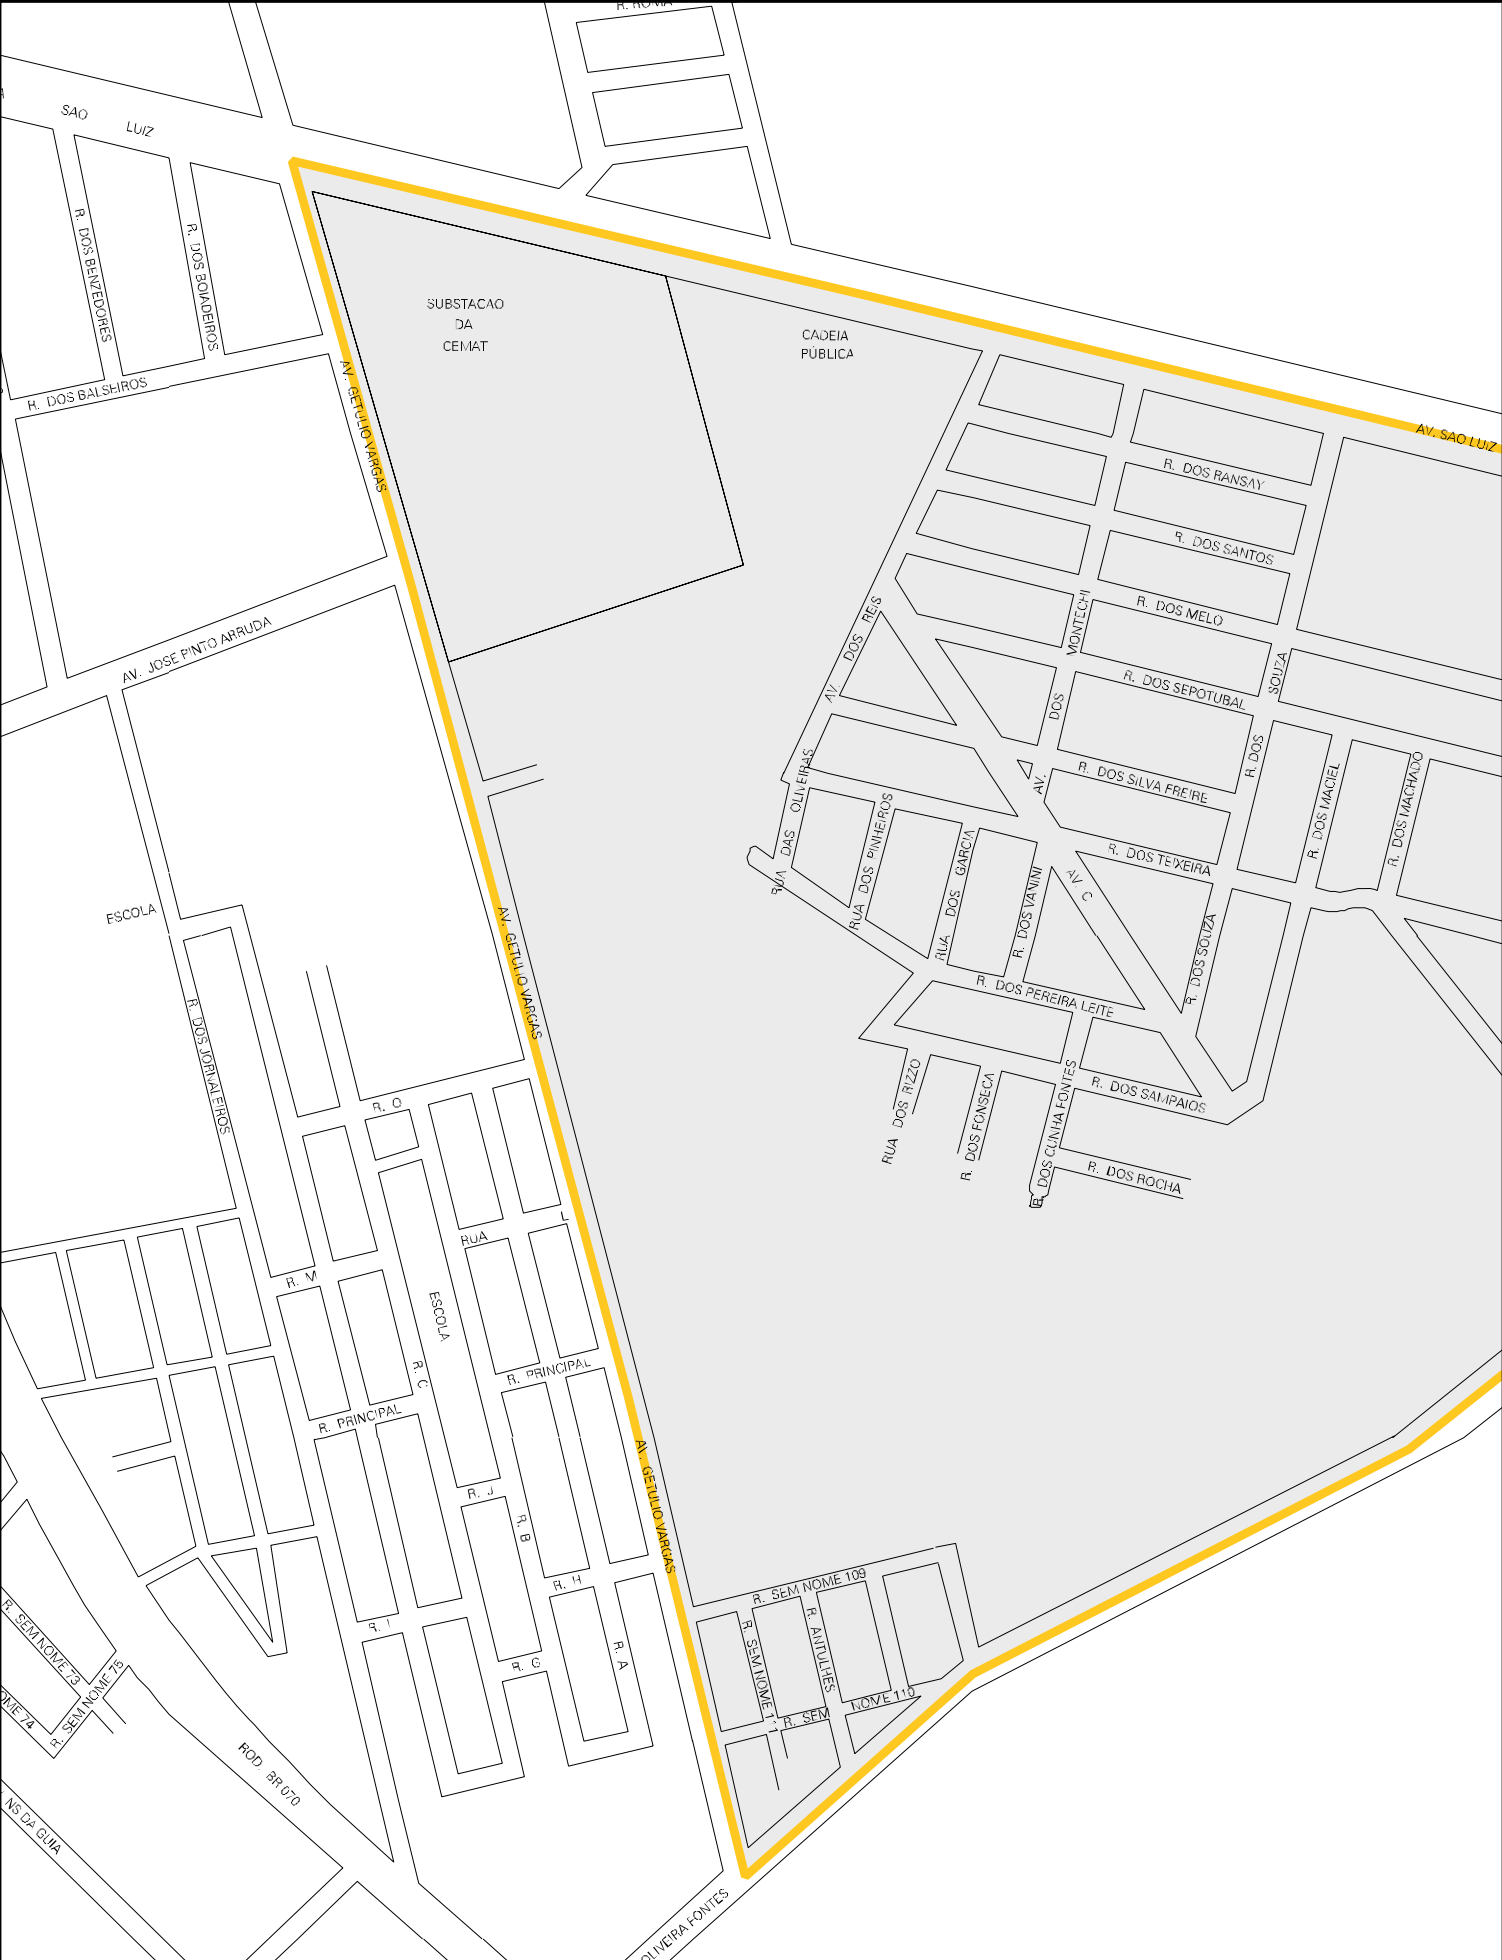 R. ROMA
SAO LUIZ
R. DOS BENZEDORES
R. DOS BOIADEIROS
R. DOS BALSEIROS
SUBSTACAO
DA
CEMAT
CADEIA
PÚBLICA
AV. GETULIO VARGAS
AV. SAO LUIZ
R. DOS RANSAY
R. DOS SANTOS
R. DOS MELO
AV. DOS REIS
AV. DOS MONTECHI
R. DOS SEPOTUBAL
R. DOS SOUZA
AV. JOSE PINTO ARRUDA
R. DOS SILVA FREIRE
R. DOS MACIEL
R. DOS MACHADO
RUA DAS OLIVEIRAS
RUA DOS PINHEIROS
RUA DOS GARCIA
R. DOS VANINI
R. DOS TEIXEIRA
AV C
R. DOS SOUZA
ESCOLA
AV. GETULIO VARGAS
R. DOS PEREIRA LEITE
R. DOS JORNALEIROS
RUA DOS RIZZO
R. DOS FONSECA
R. DOS CUNHA FONTES
R. DOS SAMPAIOS
R. DOS ROCHA
R. O
RUA L
R. M
ESCOLA
R. C
R. PRINCIPAL
R. PRINCIPAL
AV. GETULIO VARGAS
R. J
R. B
R. H
R. I
R. G
R. A
R. SEM NOME 109
R. SEM NOME 111
R. ANTULHES
R. SEM NOME 110
R. SEM NOME 73
R. SEM NOME 75
OME 74
ROD. BR 070
NS DA GUIA
OLIVEIRA FONTES